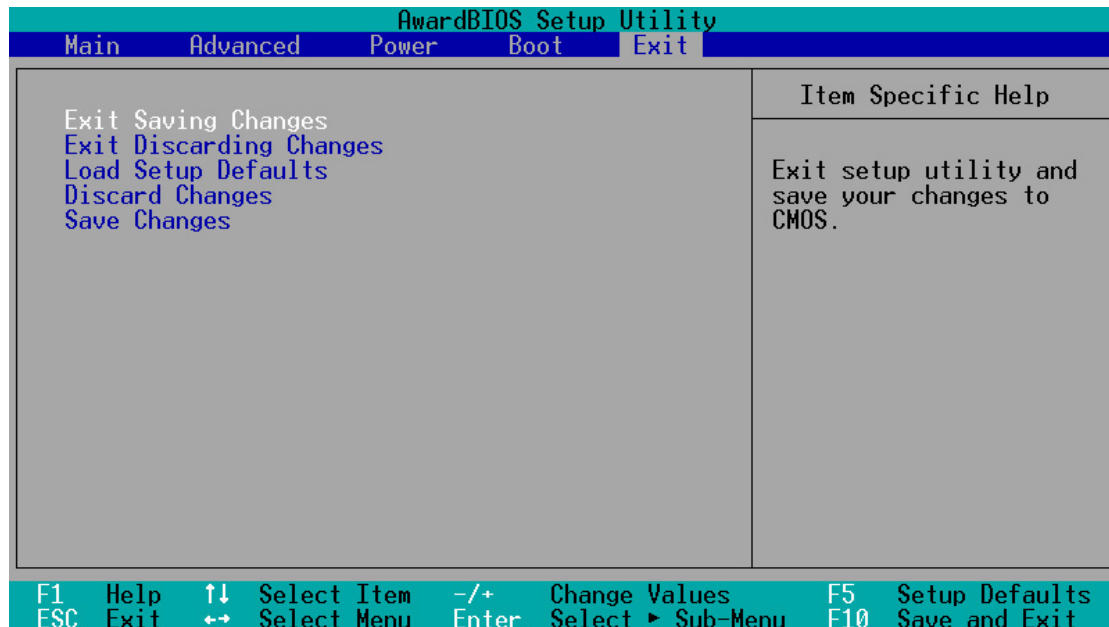 AwardBIOS Setup Utility
Main Advanced Power Boot Exit
Exit Saving Changes
Exit Discarding Changes
Load Setup Defaults
Discard Changes
Save Changes
Item Specific Help
Exit setup utility and
save your changes to
CMOS.
F1 Help ↑↓ Select Item -/+ Change Values F5 Setup Defaults
ESC Exit ←→ Select Menu Enter Select ► Sub-Menu F10 Save and Exit